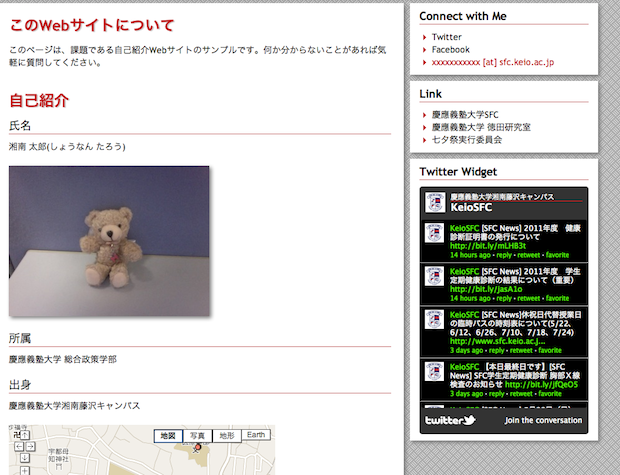 このWebサイトについて
このページは、課題である自己紹介Webサイトのサンプルです。何か分からないことがあれば気
軽に質問してください。
自己紹介
氏名
湘南 太郎(しょうなん たろう)
所属
慶應義塾大学 総合政策学部
出身
慶應義塾大学湘南藤沢キャンパス
地図 写真 地形 Earth
宇都母
知神社
Connect with Me
Twitter
Facebook
xxxxxxxxxxx [at] sfc.keio.ac.jp
Link
慶應義塾大学SFC
慶應義塾大学 徳田研究室
七夕祭実行委員会
Twitter Widget
慶應義塾大学湘南藤沢キャンパス
KeioSFC
KeioSFC [SFC News] 2011年度 健康
診断証明書の発行について
http://bit.ly/mLH83t
14 hours ago • reply • retweet • favorite
KeioSFC [SFC News] 2011年度 学生
定期健康診断の結果について（重要）
http://bit.ly/jasA1o
14 hours ago • reply • retweet • favorite
KeioSFC [SFC News]休祝日代替授業日
の臨時バスの時刻表について(5/22、
6/12、6/26、7/10、7/18、7/24)
http://www.sfc.keio.ac.j...
3 days ago • reply • retweet • favorite
KeioSFC 【本日最終日です】[SFC
News] SFC学生定期健康診断 胸部Ｘ線
検査のお知らせ http://bit.ly/jfQeO5
3 days ago • reply • retweet • favorite
twitter
Join the conversation